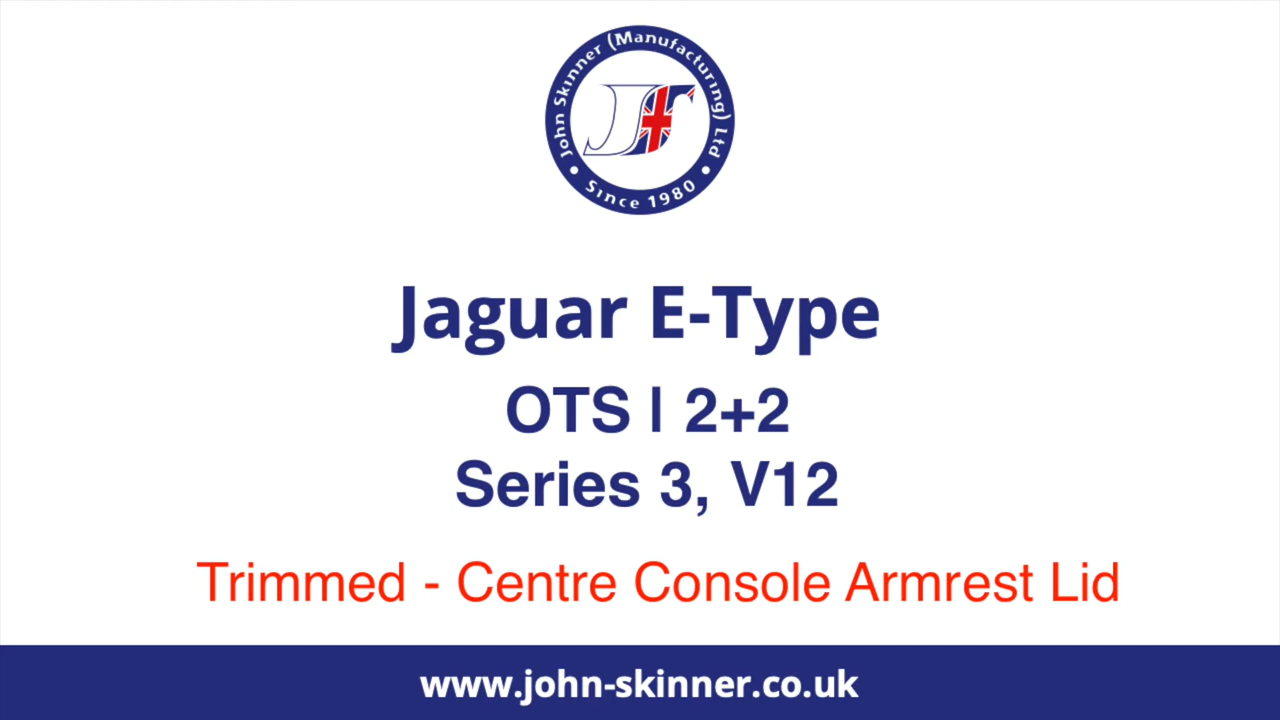 John Skinner (Manufacturing) Ltd
JS
• Since 1980 •
Jaguar E-Type
OTS | 2+2
Series 3, V12
Trimmed - Centre Console Armrest Lid
www.john-skinner.co.uk